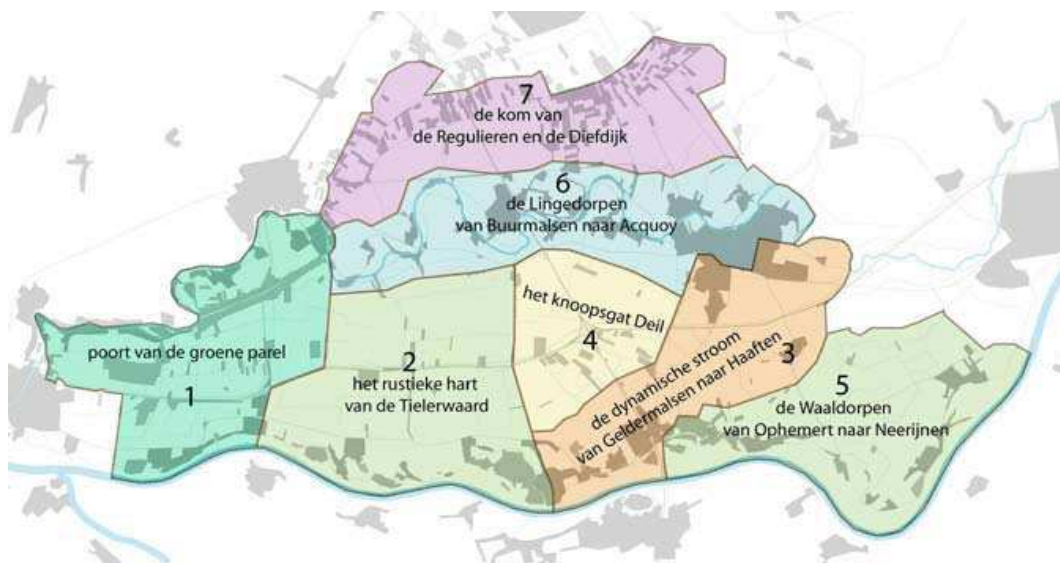 7
de kom van
de Regulieren en de Diefdijk
6
de Lingedorpen
van Buurmalsen naar Acquoy
poort van de groene parel
1
2
het rustieke hart
van de Tielerwaard
het knoopsgat Deil
4
de dynamische stroom
van Geldermalsen naar Haaften
3
5
de Waaldorpen
van Ophemert naar Neerijnen